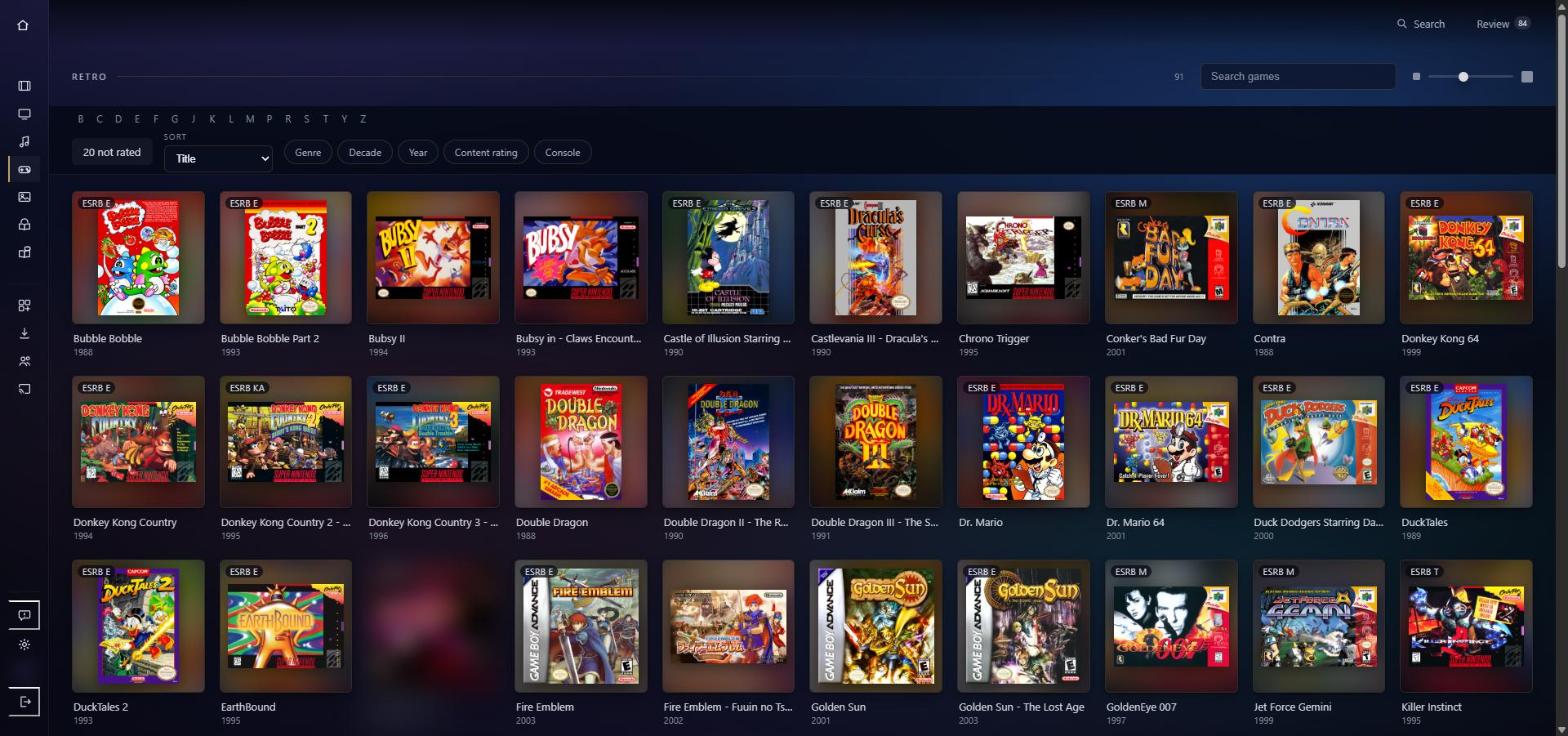 Search
Review 84
RETRO
91
Search games
B C D E F G J K L M P R S T Y Z
SORT
20 not rated
Title
Genre
Decade
Year
Content rating
Console
ESRB E
ESRB E
ESRB E
ESRB E
ESRB M
ESRB E
ESRB E
Bubble Bobble
Bubble Bobble Part 2
Bubsy II
Bubsy in - Claws Encount...
Castle of Illusion Starring ...
Castlevania III - Dracula's ...
Chrono Trigger
Conker's Bad Fur Day
Contra
Donkey Kong 64
1988
1993
1994
1993
1990
1990
1995
2001
1988
1999
ESRB E
ESRB KA
ESRB E
ESRB E
ESRB E
ESRB E
ESRB E
Donkey Kong Country
Donkey Kong Country 2 - ...
Donkey Kong Country 3 - ...
Double Dragon
Double Dragon II - The R...
Double Dragon III - The S...
Dr. Mario
Dr. Mario 64
Duck Dodgers Starring Da...
DuckTales
1994
1995
1996
1988
1990
1991
2001
2000
1989
ESRB E
ESRB E
ESRB E
ESRB E
ESRB M
ESRB M
ESRB T
DuckTales 2
EarthBound
Fire Emblem
Fire Emblem - Fuuin no Ts...
Golden Sun
Golden Sun - The Lost Age
GoldenEye 007
Jet Force Gemini
Killer Instinct
1993
1995
2003
2002
2001
2003
1997
1999
1995